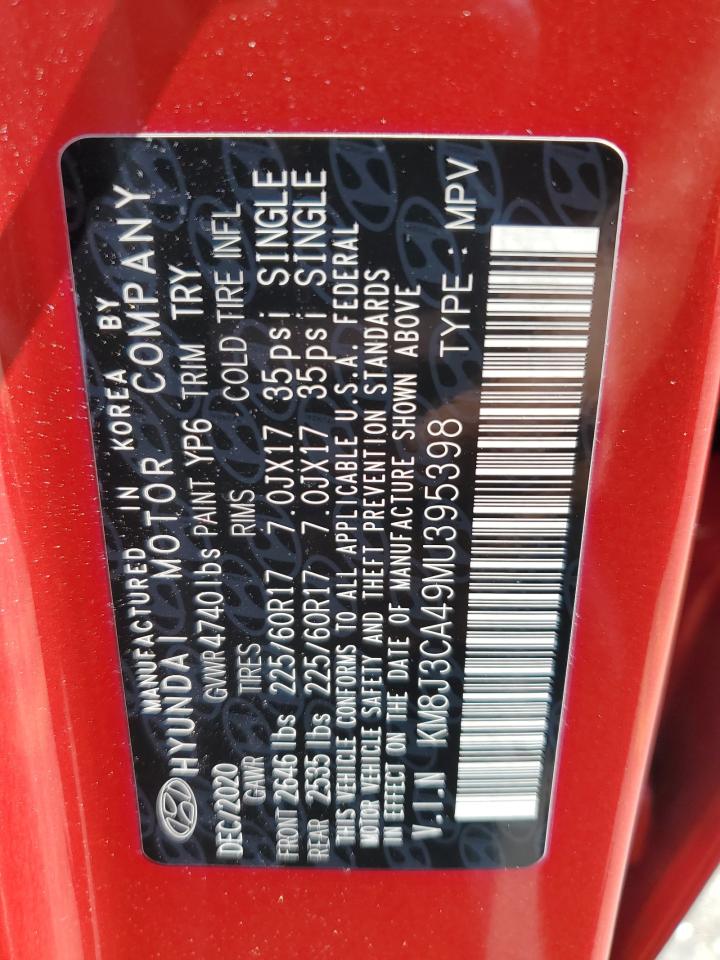 MANUFACTURED IN KOREA BY
HYUNDAI MOTOR COMPANY
DEC/2020 GVWR 4740lbs PAINT YP6 TRIM TRY
GAWR TIRES RIMS COLD TIRE INFL
FRONT 2646 lbs 225/60R17 7.0JX17 35psi SINGLE
REAR 2535 lbs 225/60R17 7.0JX17 35psi SINGLE
THIS VEHICLE CONFORMS TO ALL APPLICABLE U.S.A. FEDERAL
MOTOR VEHICLE SAFETY AND THEFT PREVENTION STANDARDS
IN EFFECT ON THE DATE OF MANUFACTURE SHOWN ABOVE
V.I.N KM8J3CA49MU395398 TYPE : MPV